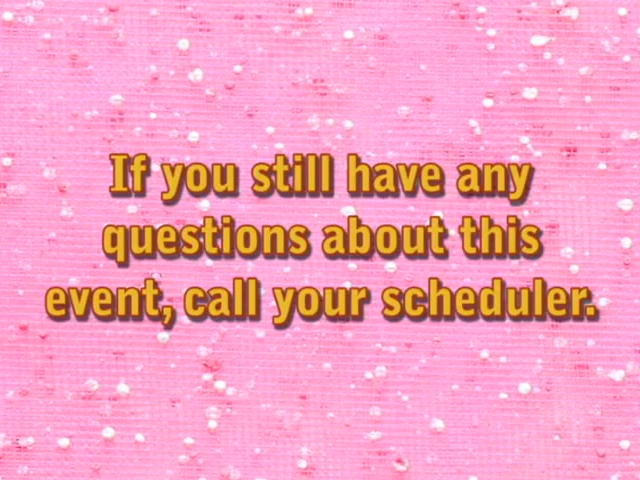 If you still have any
questions about this
event, call your scheduler.